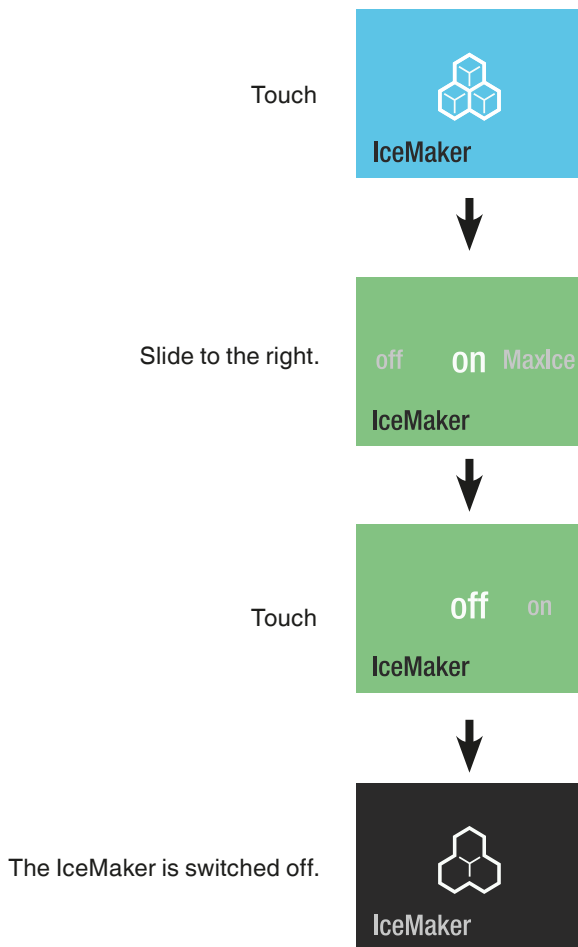 Touch
IceMaker
Slide to the right.
off on MaxIce
IceMaker
Touch
off on
IceMaker
The IceMaker is switched off.
IceMaker